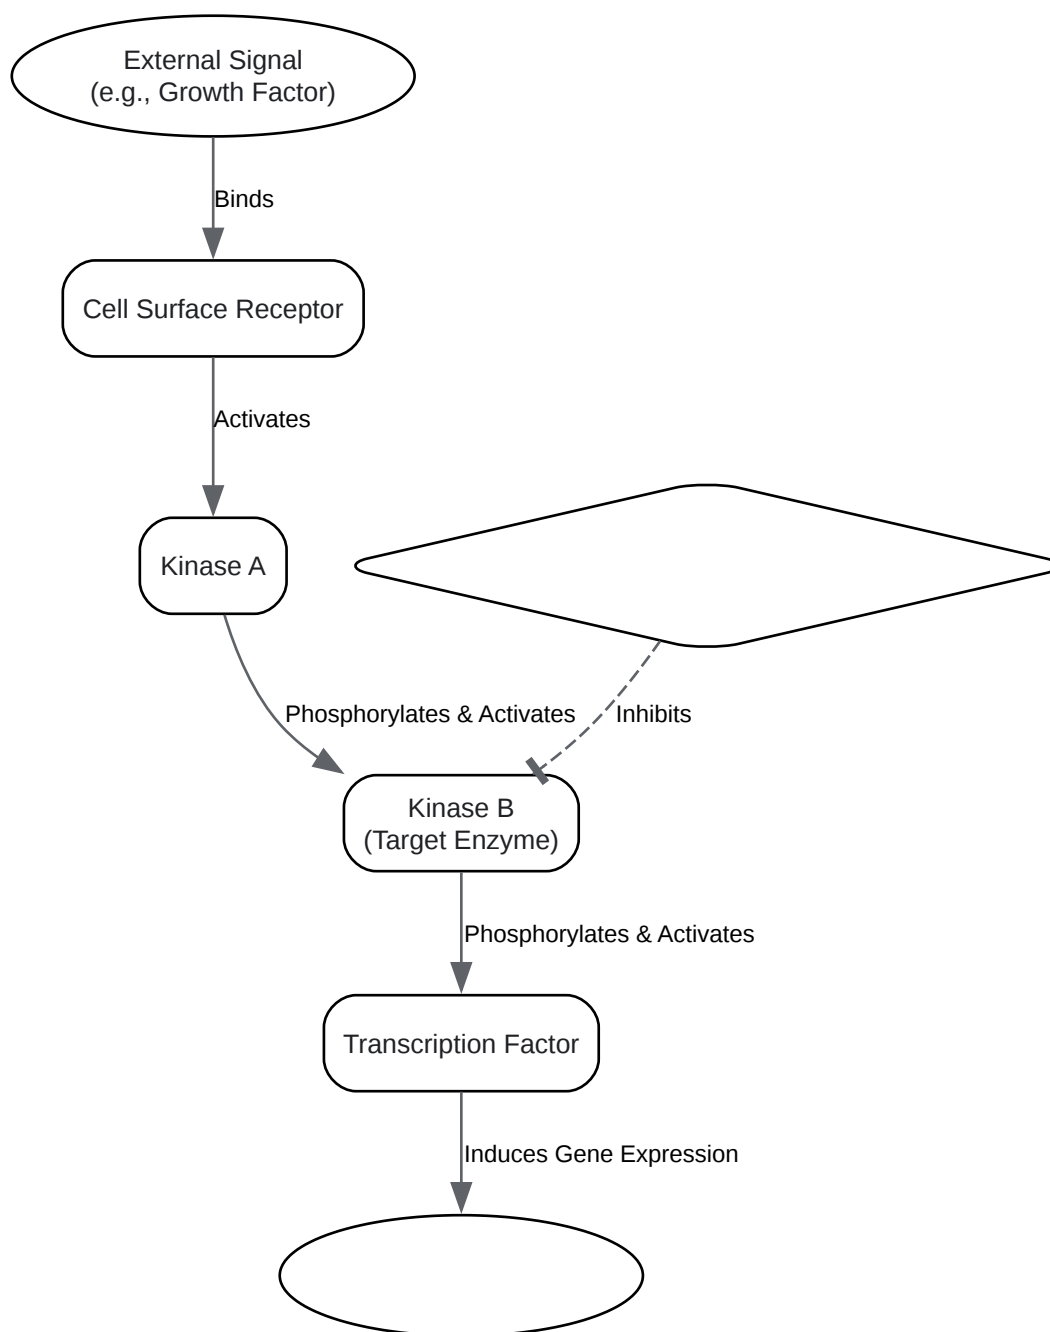 External Signal
(e.g., Growth Factor)
Binds
Cell Surface Receptor
Activates
Kinase A
Phosphorylates & Activates
Inhibits
Kinase B
(Target Enzyme)
Phosphorylates & Activates
Transcription Factor
Induces Gene Expression